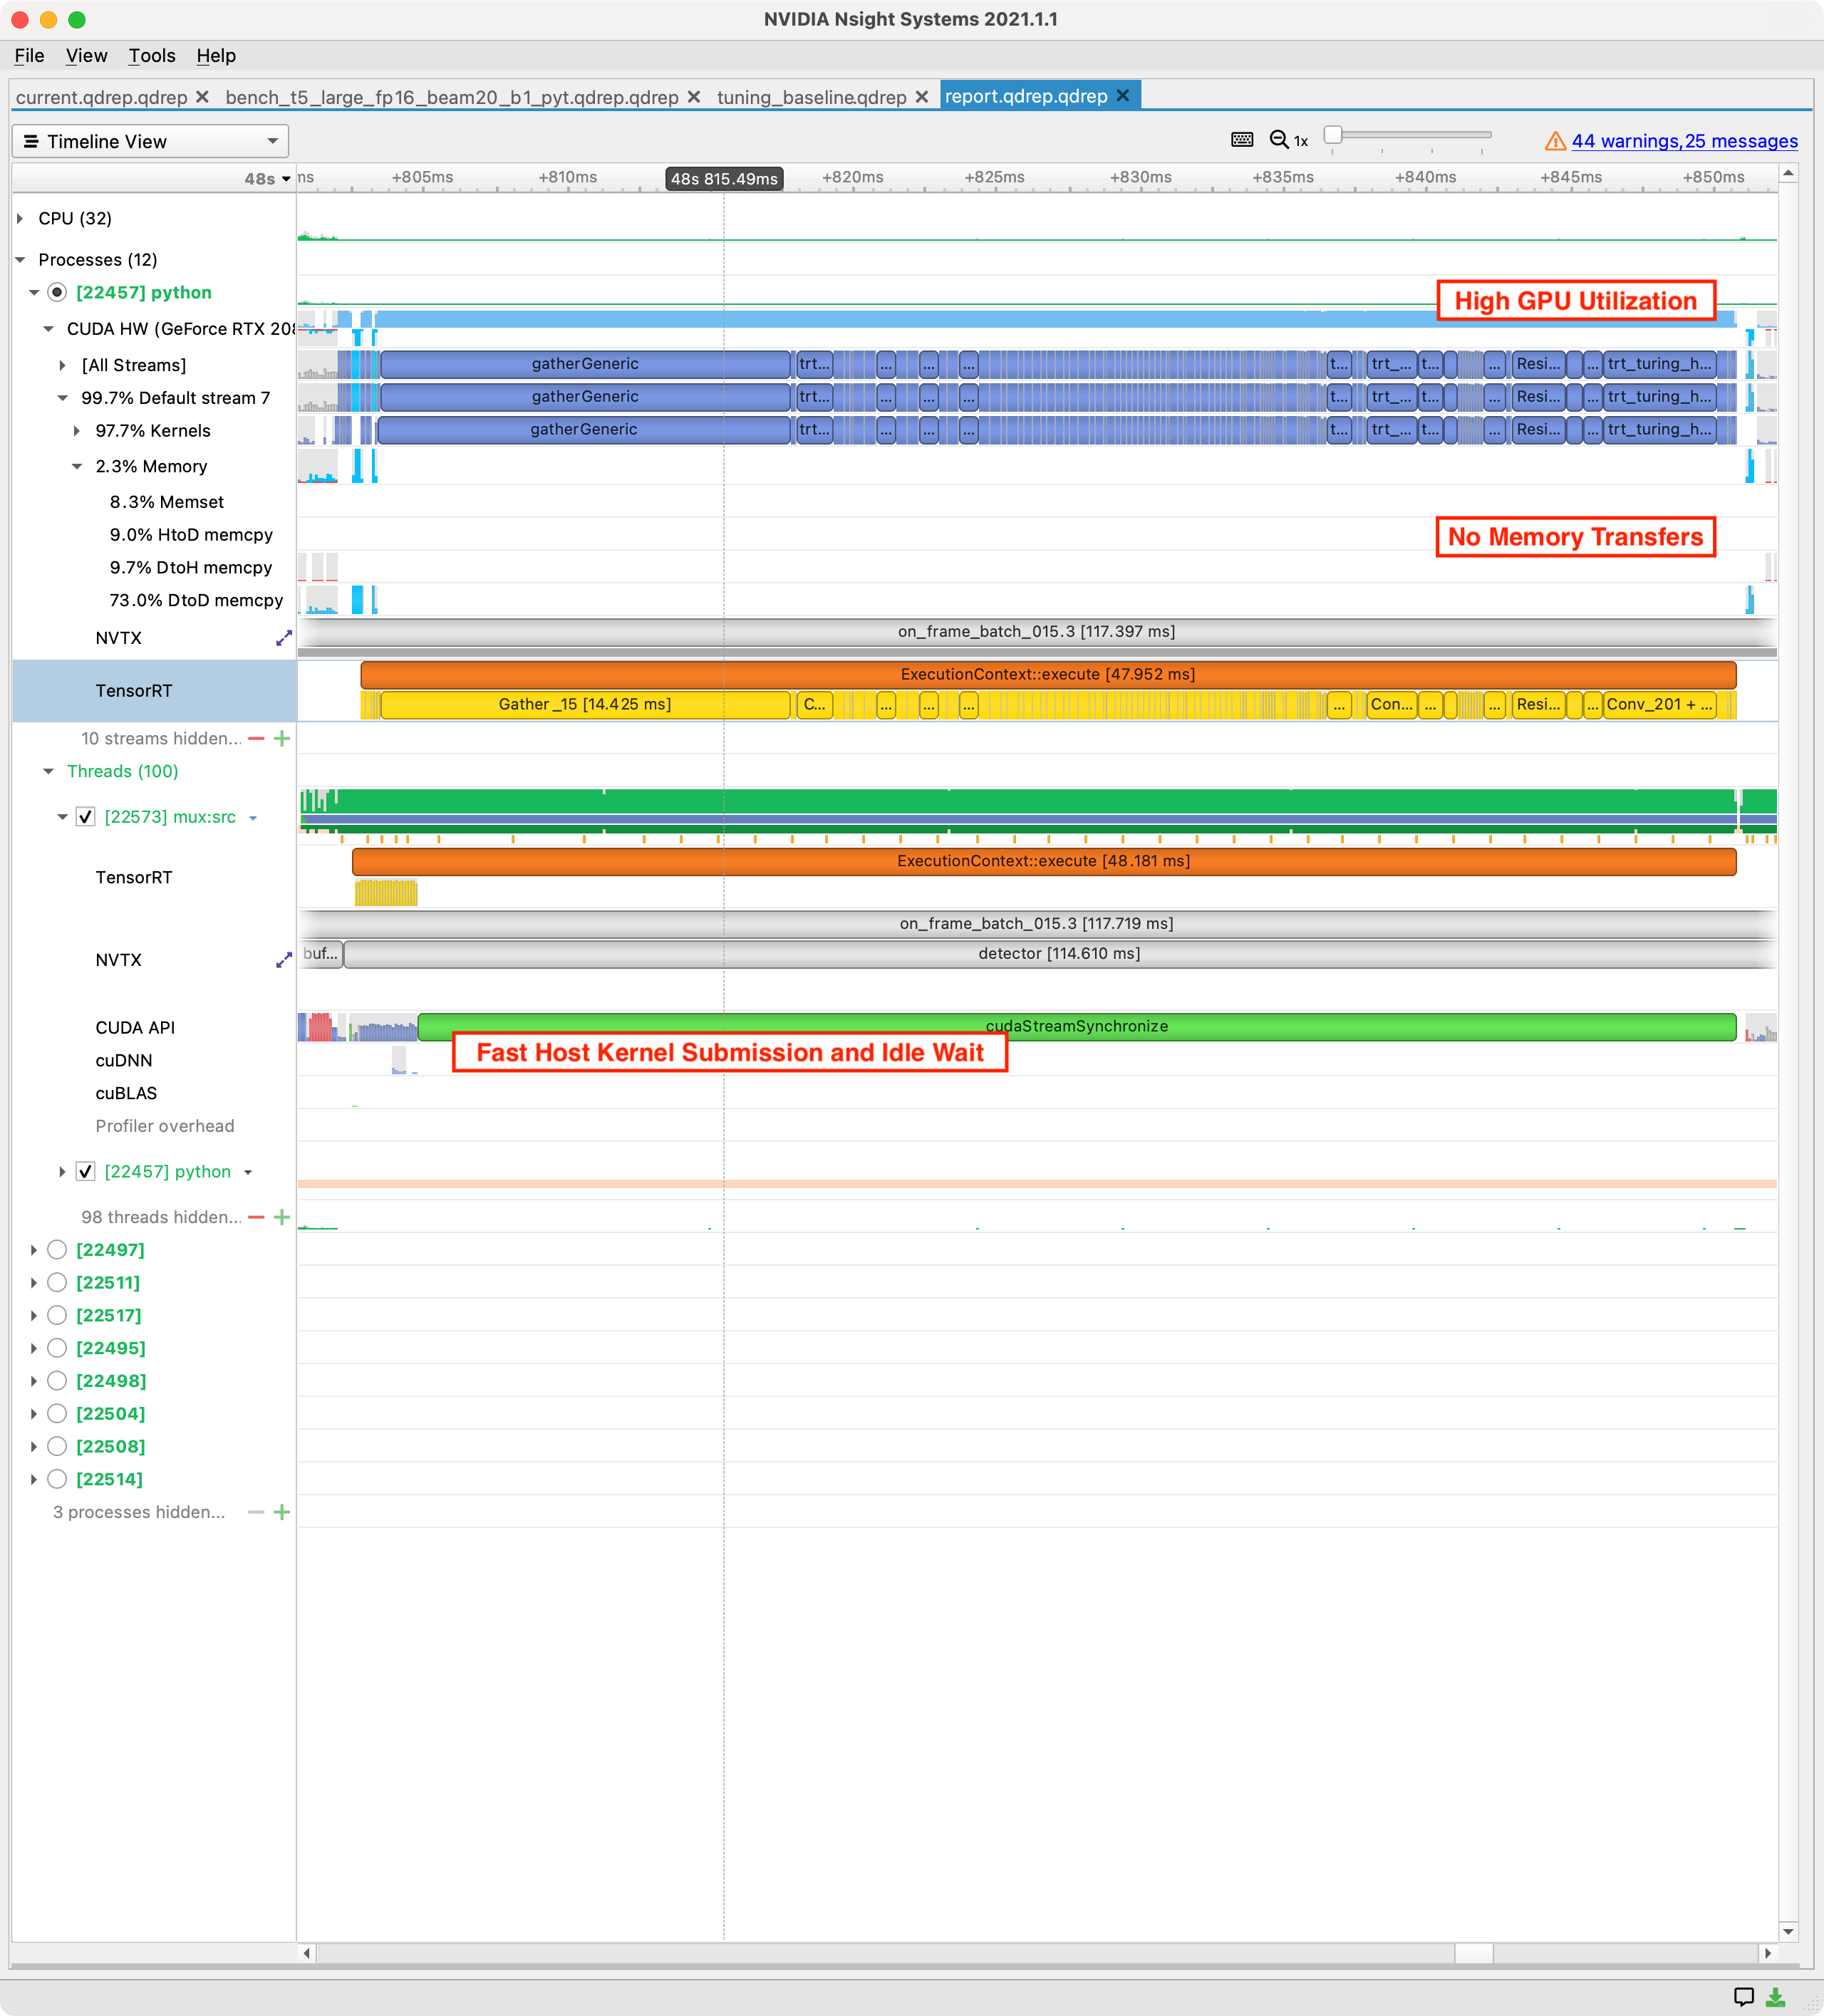 NVIDIA Nsight Systems 2021.1.1
File View Tools Help
current.qdrep.qdrep bench_t5_large_fp16_beam20_b1_pyt.qdrep.qdrep tuning_baseline.qdrep report.qdrep.qdrep
Timeline View 1x 44 warnings,25 messages
48s ms +805ms +810ms 48s 815.49ms +820ms +825ms +830ms +835ms +840ms +845ms +850ms
CPU (32)
Processes (12)
[22457] python
High GPU Utilization
CUDA HW (GeForce RTX 208
[All Streams] gatherGeneric trt... ... ... ... t... trt_... t... ... Resi... ... trt_turing_h...
99.7% Default stream 7 gatherGeneric trt... ... ... ... t... trt_... t... ... Resi... ... trt_turing_h...
97.7% Kernels gatherGeneric trt... ... ... ... t... trt_... t... ... Resi... ... trt_turing_h...
2.3% Memory
8.3% Memset
9.0% HtoD memcpy
No Memory Transfers
9.7% DtoH memcpy
73.0% DtoD memcpy
NVTX on_frame_batch_015.3 [117.397 ms]
ExecutionContext::execute [47.952 ms]
TensorRT
Gather_15 [14.425 ms] C... ... ... ... ... Con... ... ... Resi... ... Conv_201 + ...
10 streams hidden...
Threads (100)
[22573] mux:src
ExecutionContext::execute [48.181 ms]
TensorRT
on_frame_batch_015.3 [117.719 ms]
NVTX buf... detector [114.610 ms]
CUDA API cudaStreamSynchronize
Fast Host Kernel Submission and Idle Wait
cuDNN
cuBLAS
Profiler overhead
[22457] python
98 threads hidden...
[22497]
[22511]
[22517]
[22495]
[22498]
[22504]
[22508]
[22514]
3 processes hidden...